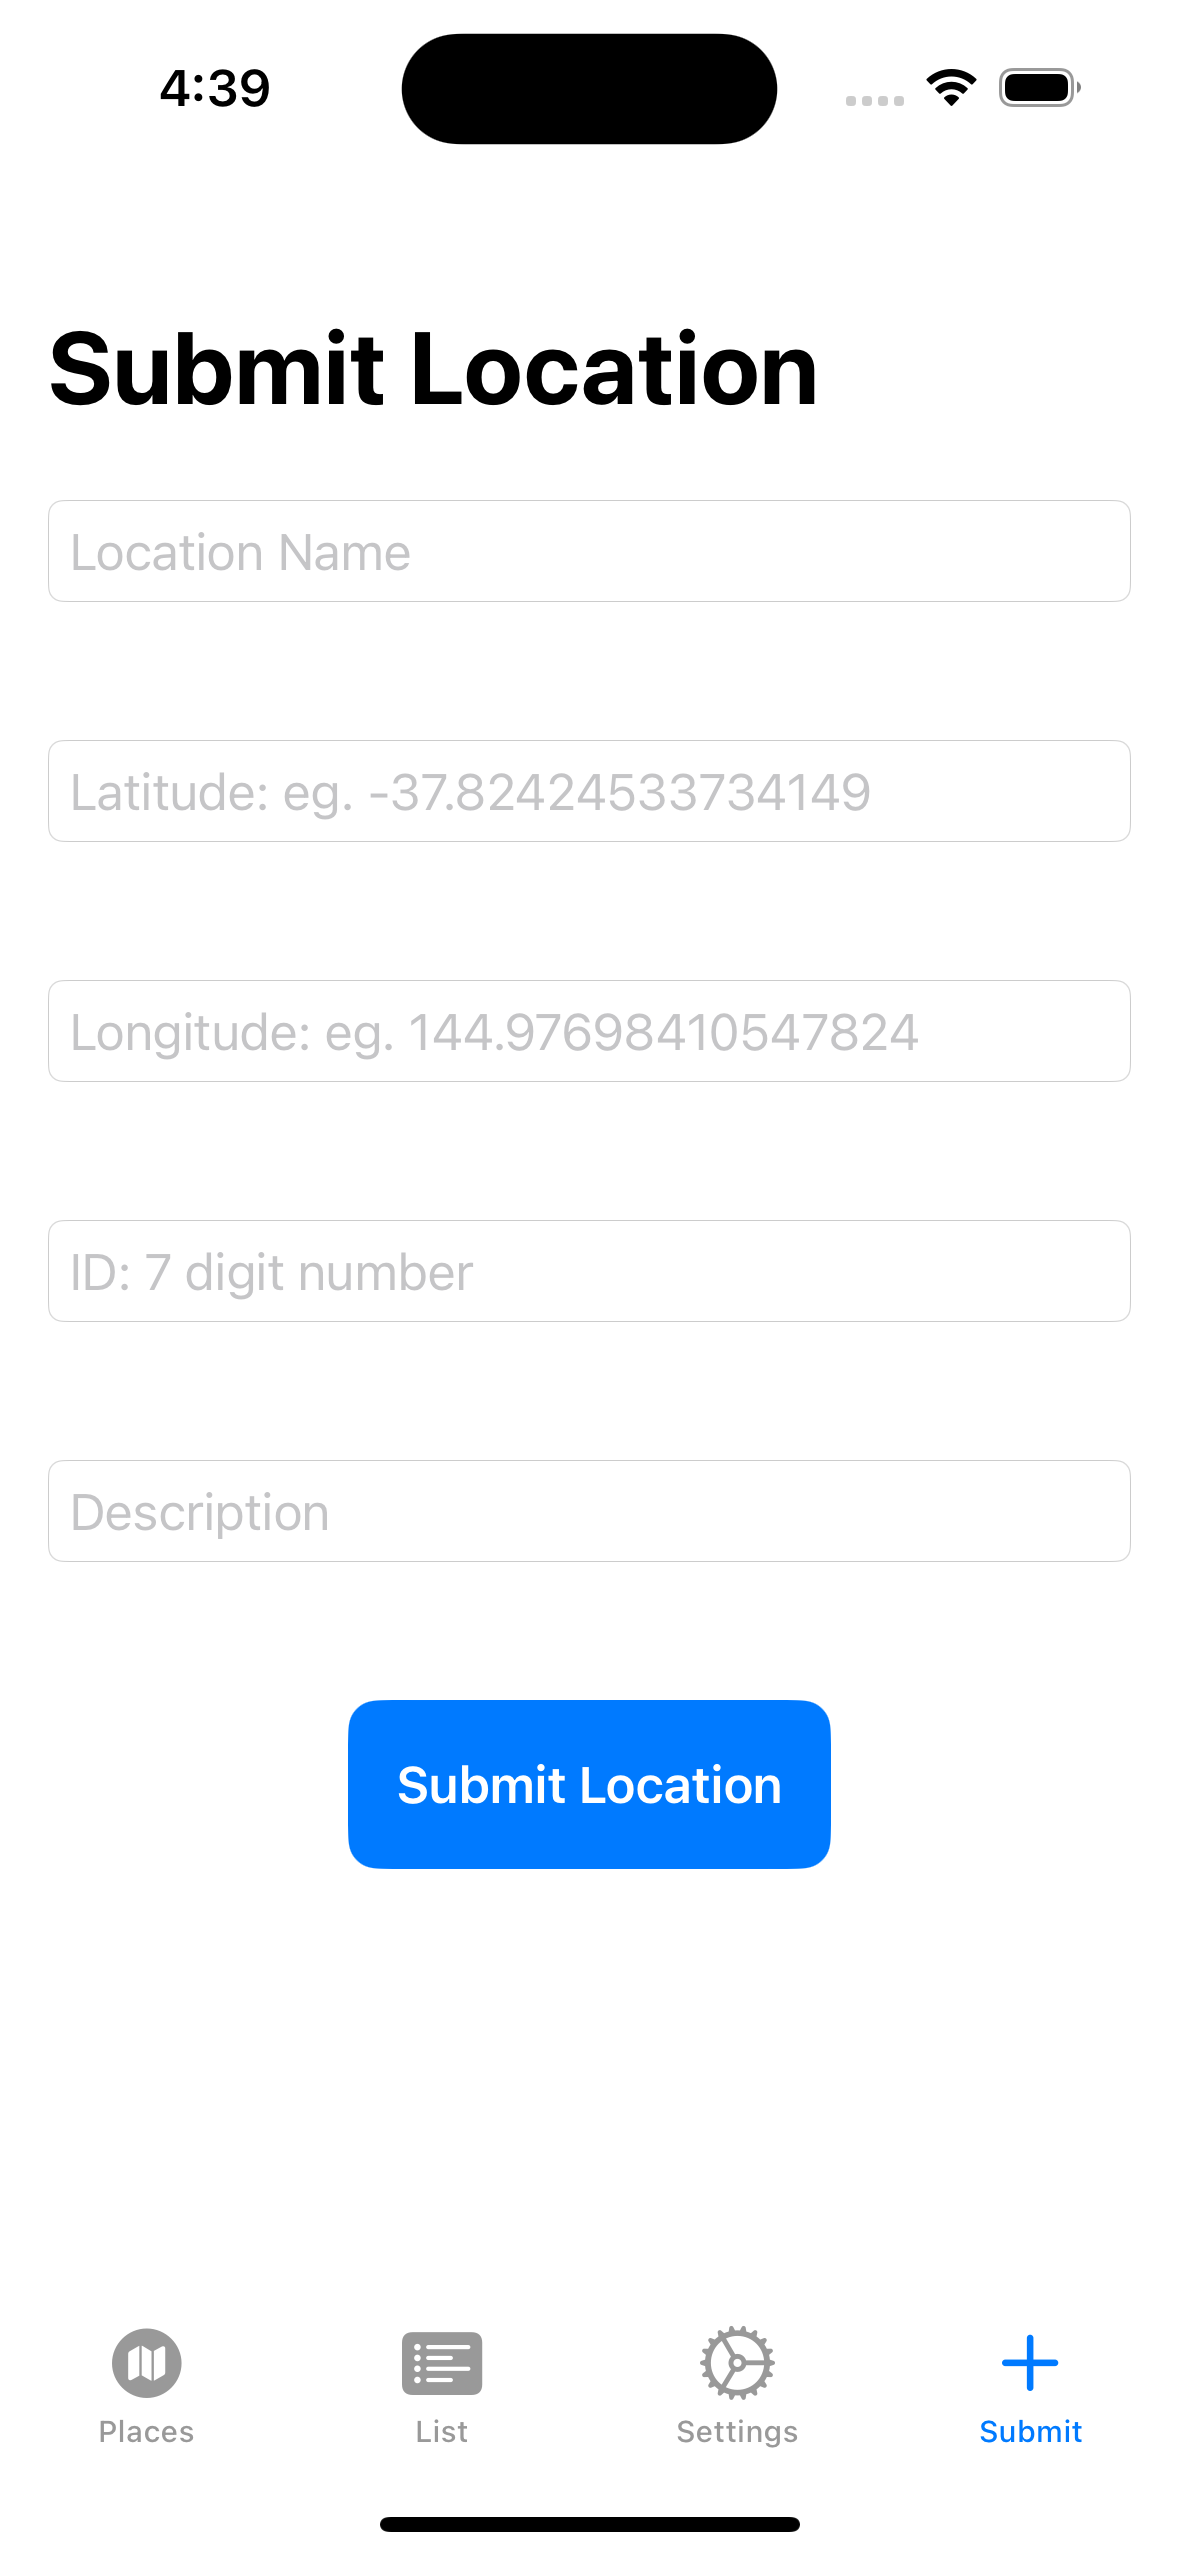 4:39
Submit Location
Location Name
Latitude: eg. -37.82424533734149
Longitude: eg. 144.97698410547824
ID: 7 digit number
Description
Submit Location
Places
List
Settings
Submit